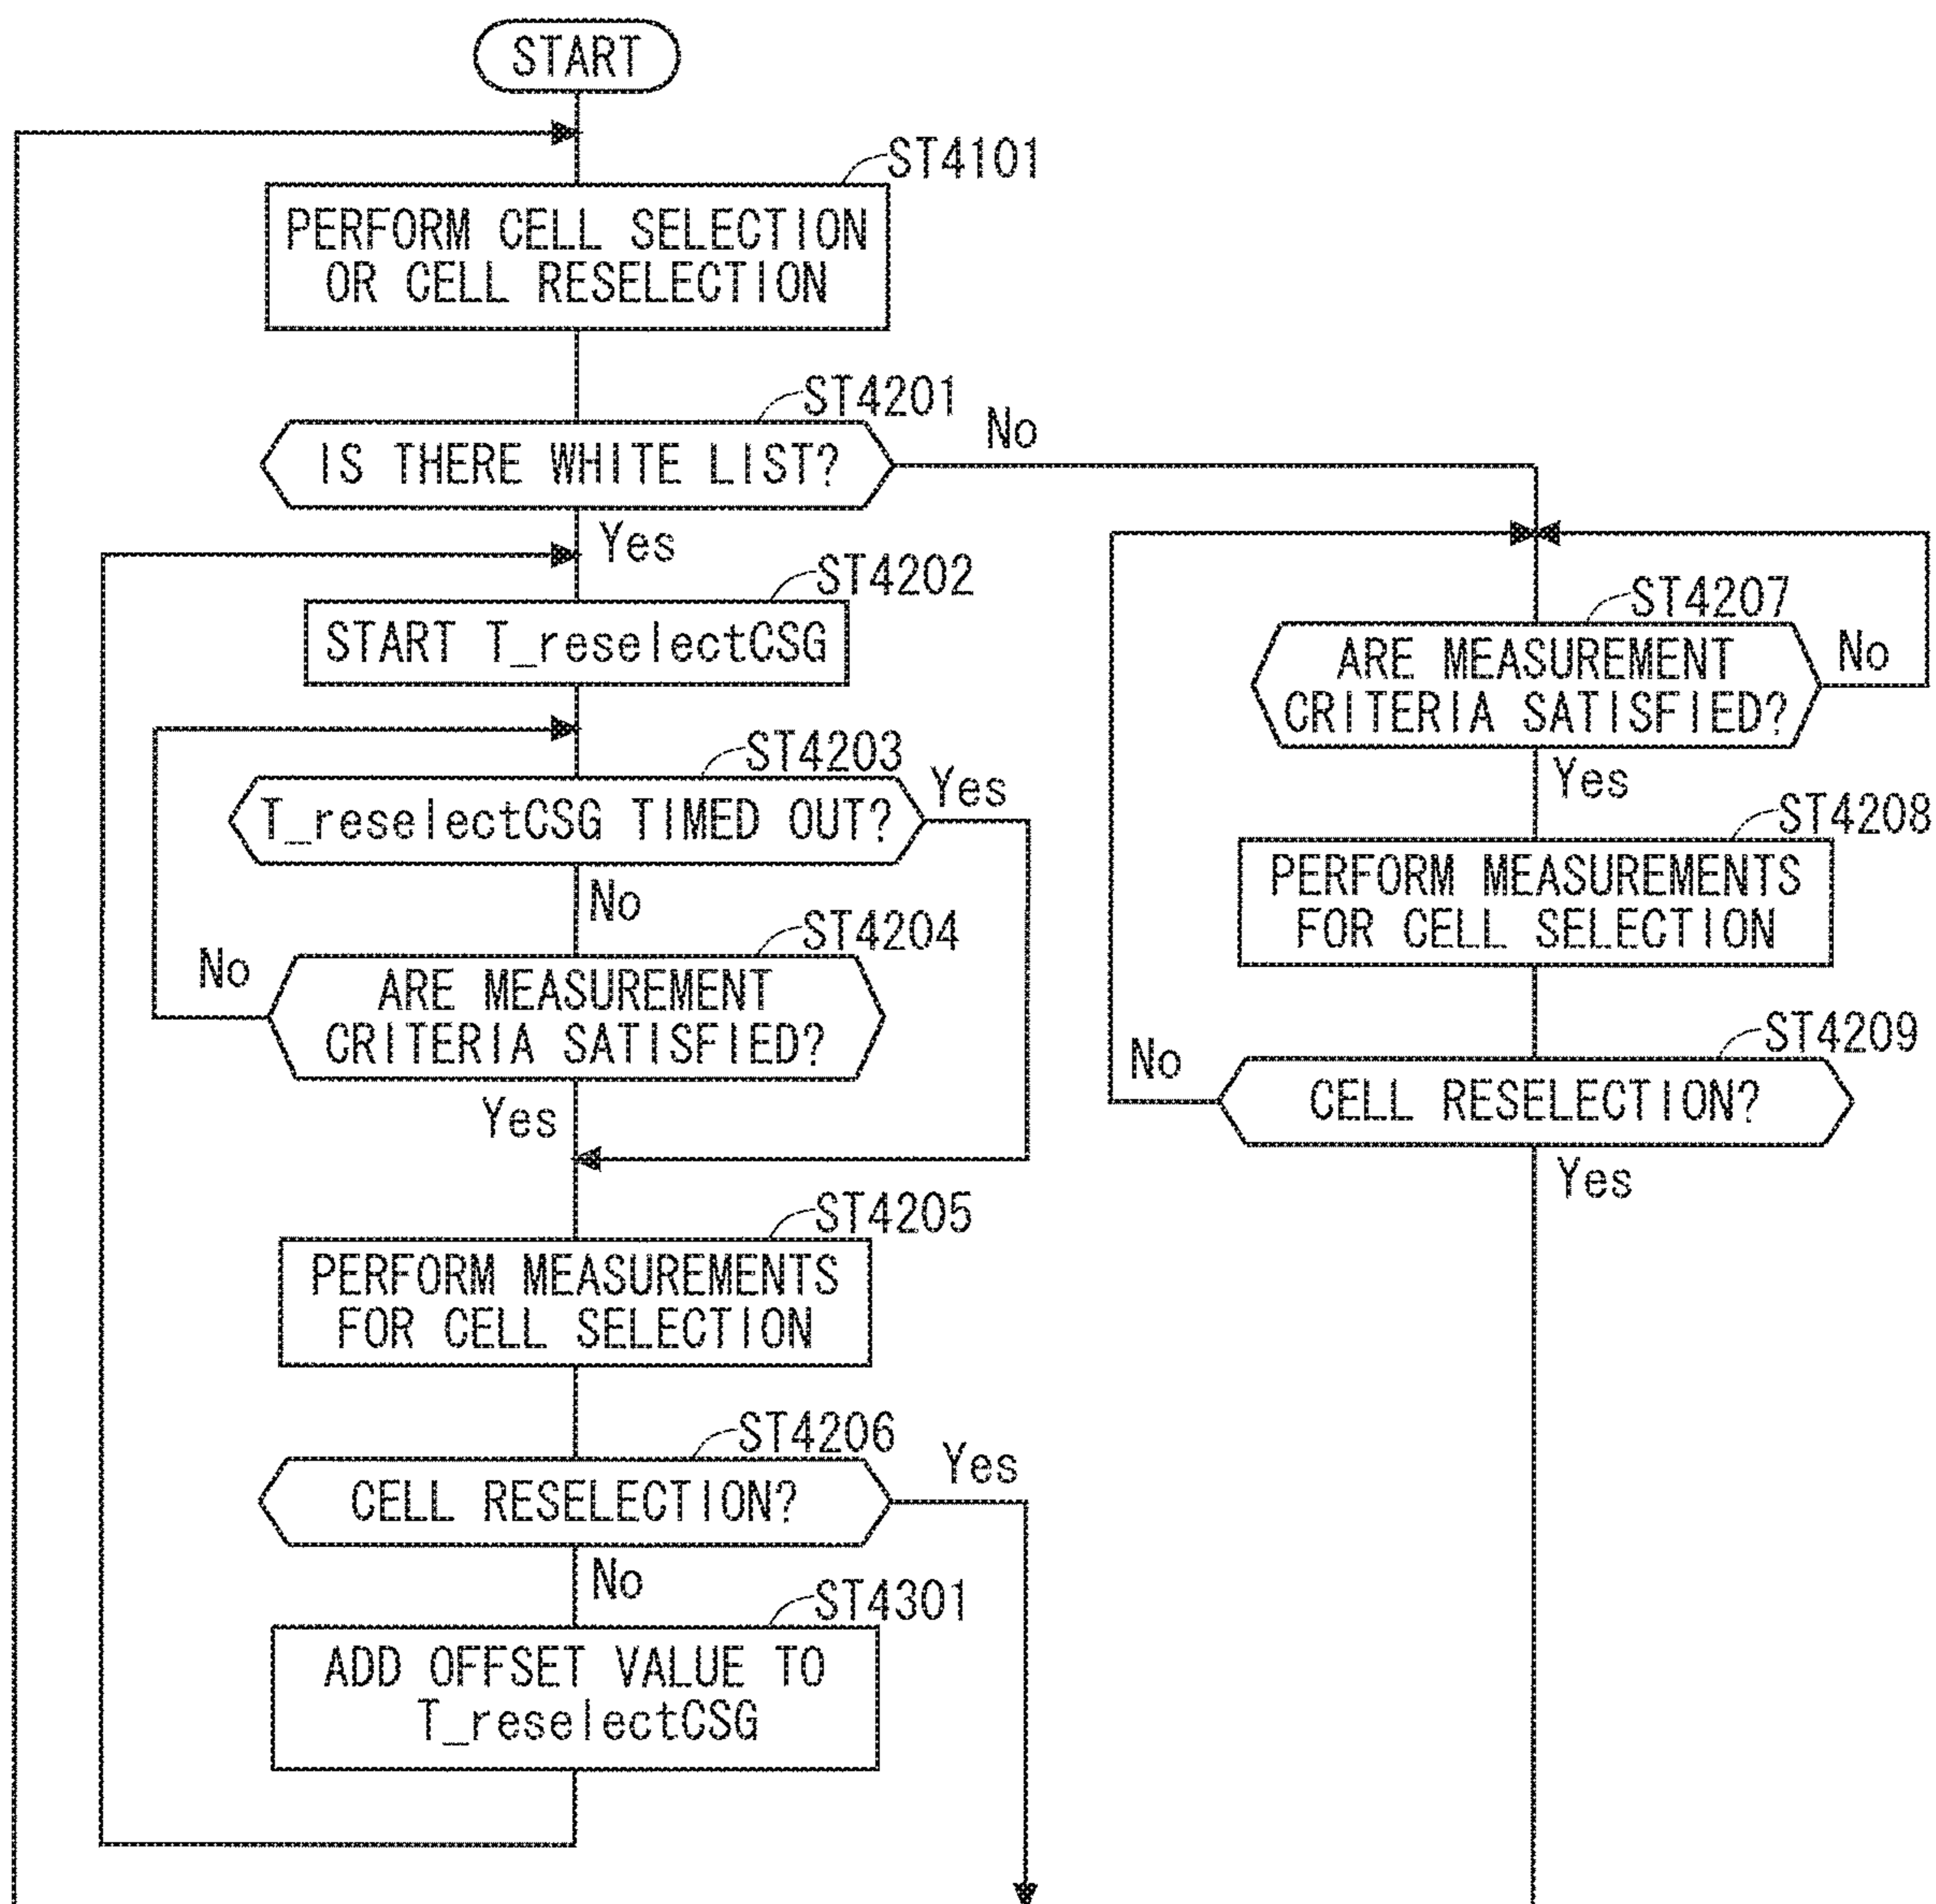 START
ST4101
PERFORM CELL SELECTION
OR CELL RESELECTION
ST4201
IS THERE WHITE LIST?
No
Yes
ST4202
START T_reselectCSG
ST4203
T_reselectCSG TIMED OUT?
Yes
No
ST4204
ARE MEASUREMENT
CRITERIA SATISFIED?
No
Yes
ST4205
PERFORM MEASUREMENTS
FOR CELL SELECTION
ST4206
CELL RESELECTION?
Yes
No
ST4301
ADD OFFSET VALUE TO
T_reselectCSG
ST4207
ARE MEASUREMENT
CRITERIA SATISFIED?
No
Yes
ST4208
PERFORM MEASUREMENTS
FOR CELL SELECTION
ST4209
CELL RESELECTION?
No
Yes